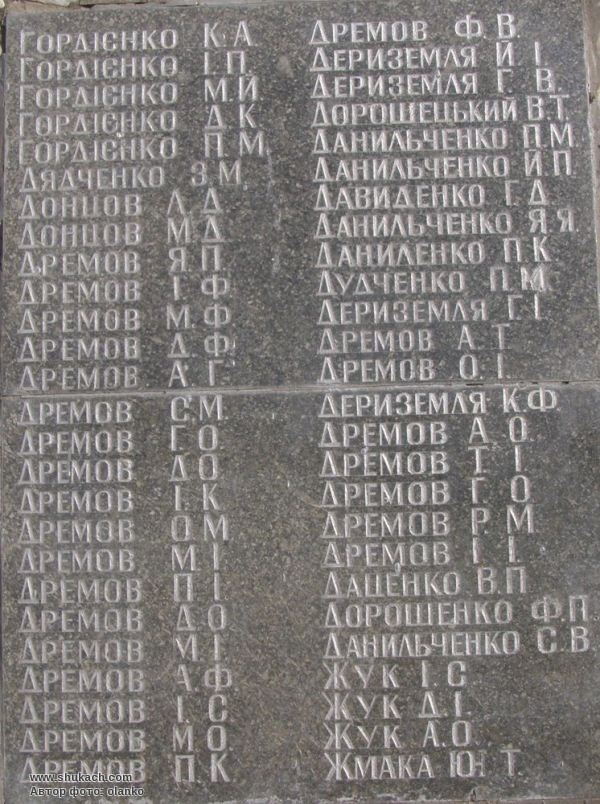 ГОРДІЄНКО К.А.
ГОРДІЄНКО І.П.
ГОРДІЄНКО М.Й
ГОРДІЄНКО Д.К
ГОРДІЄНКО П.М.
ДЯДЧЕНКО З.М.
ДОНЦОВ Л Д
ДОНЦОВ М.Д
ДРЕМОВ Я П
ДРЕМОВ Г.Ф
ДРЕМОВ М.Ф
ДРЕМОВ Д.Ф
ДРЕМОВ А.Г.
ДРЕМОВ С.М.
ДРЕМОВ Г.О
ДРЕМОВ Д.О
ДРЕМОВ І.К
ДРЕМОВ О.М
ДРЕМОВ М.І
ДРЕМОВ П.І
ДРЕМОВ Д.О.
ДРЕМОВ М.І.
ДРЕМОВ А.Ф.
ДРЕМОВ І.С
ДРЕМОВ М О.
ДРЕМОВ П.К
ДРЕМОВ Ф.В.
ДЕРИЗЕМЛЯ Й І.
ДЕРИЗЕМЛЯ Г. В.
ДОРОШЕЦЬКИЙ В.Т.
ДАНИЛЬЧЕНКО П.М
ДАНИЛЬЧЕНКО Й.П
ДАВИДЕНКО Г.Д
ДАНИЛЬЧЕНКО Я.Я
ДАНИЛЕНКО П.К
ДУДЧЕНКО П.М.
ДЕРИЗЕМЛЯ Г.І
ДРЕМОВ А.Т
ДРЕМОВ О.І
ДЕРИЗЕМЛЯ К.Ф.
ДРЕМОВ А О.
ДРЕМОВ Т. І
ДРЕМОВ Г. О
ДРЕМОВ Р. М
ДРЕМОВ І І.
ДАЦЕНКО В.П
ДОРОШЕНКО Ф.П
ДАНИЛЬЧЕНКО С.В
ЖУК І.С
ЖУК Д.І.
ЖУК А.О.
ЖМАКА Ю. Т.
www.shukach.com
Автор фото: olanko